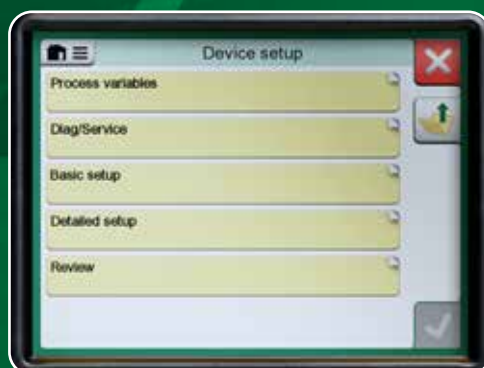 Device setup
Process variables
Diag/Service
Basic setup
Detailed setup
Review